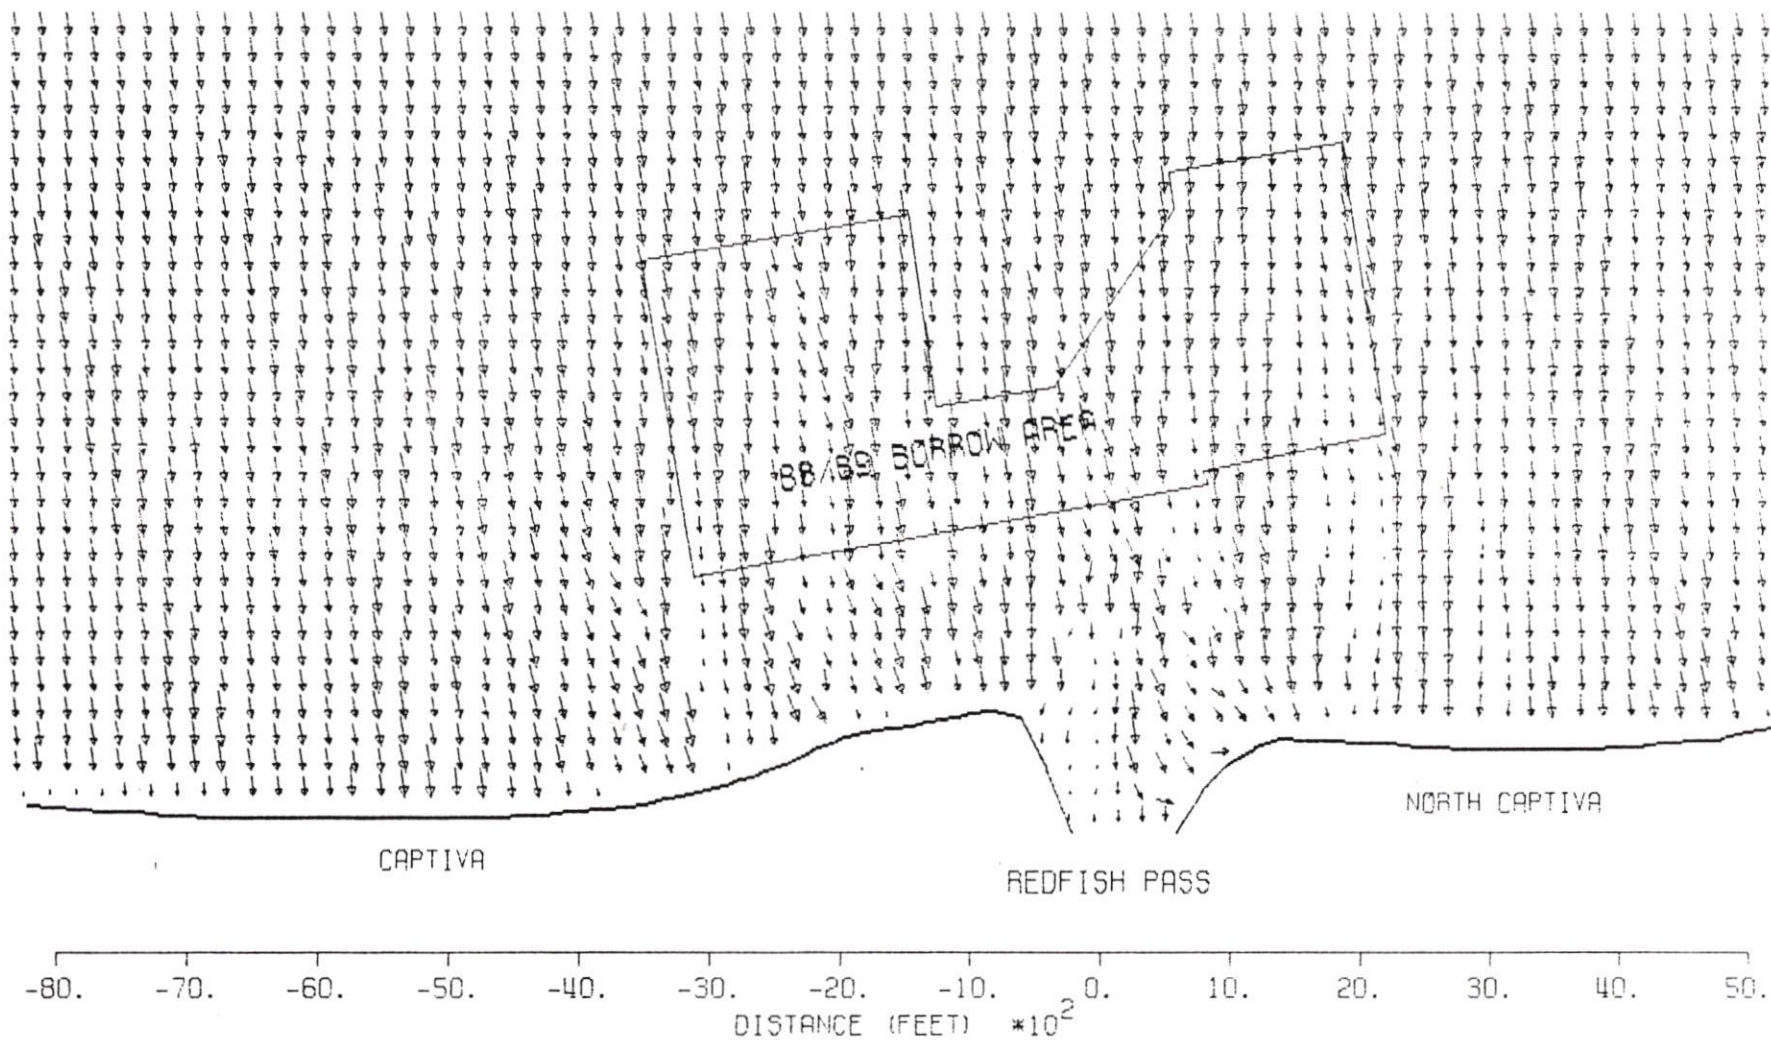 88/89 BORROW AREA
NORTH CAPTIVA
CAPTIVA
REDFISH PASS
-80. -70. -60. -50. -40. -30. -20. -10. 0. 10. 20. 30. 40. 50.
DISTANCE (FEET) *10²